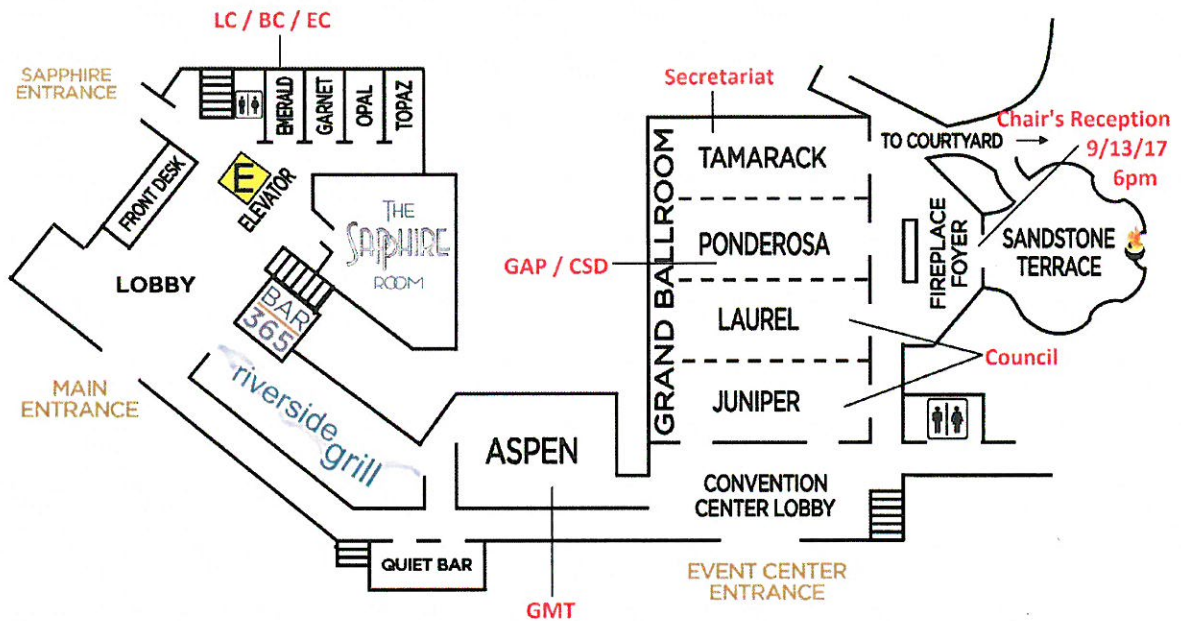 LC / BC / EC
SAPPHIRE
ENTRANCE
EMERALD
GARNET
OPAL
TOPAZ
FRONT DESK
E
ELEVATOR
THE
SAPPHIRE
ROOM
LOBBY
BAR
365
MAIN
ENTRANCE
riverside
grill
ASPEN
QUIET BAR
GMT
Secretariat
GRAND BALLROOM
TAMARACK
PONDEROSA
GAP / CSD
LAUREL
JUNIPER
Council
TO COURTYARD →
Chair's Reception
9/13/17
6pm
FIREPLACE
FOYER
SANDSTONE
TERRACE
CONVENTION
CENTER LOBBY
EVENT CENTER
ENTRANCE